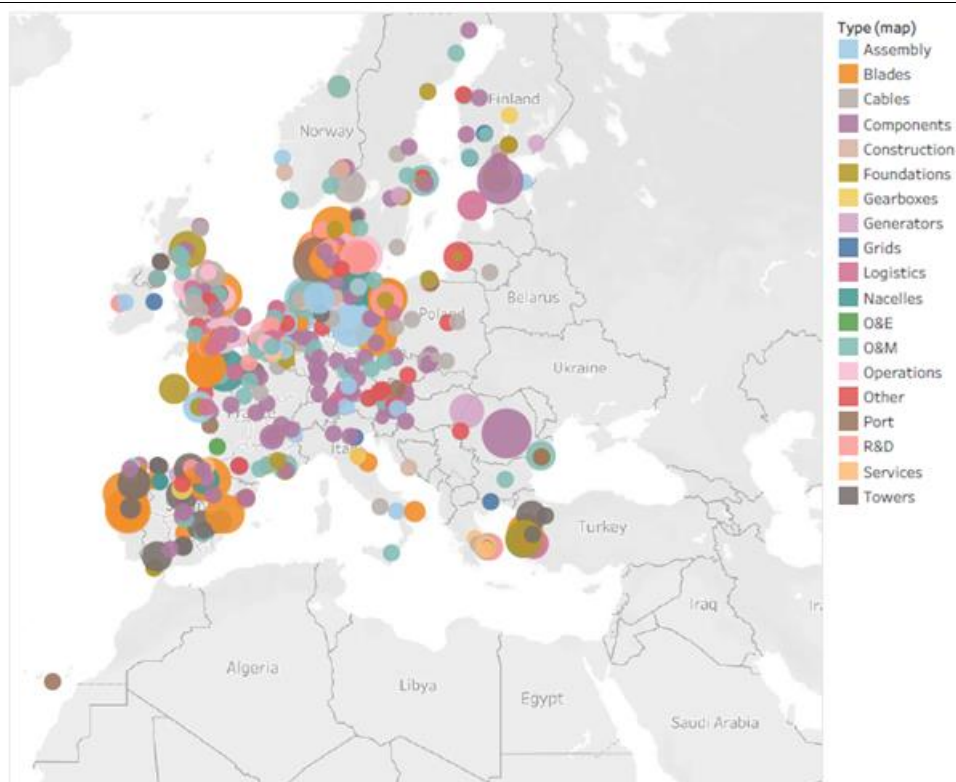 Type (map)
Assembly
Blades
Cables
Components
Construction
Foundations
Gearboxes
Generators
Grids
Logistics
Nacelles
O&E
O&M
Operations
Other
Port
R&D
Services
Towers
Finland
Norway
Belarus
Poland
Ukraine
Turkey
Iraq
Algeria
Libya
Egypt
Saudi Arabia